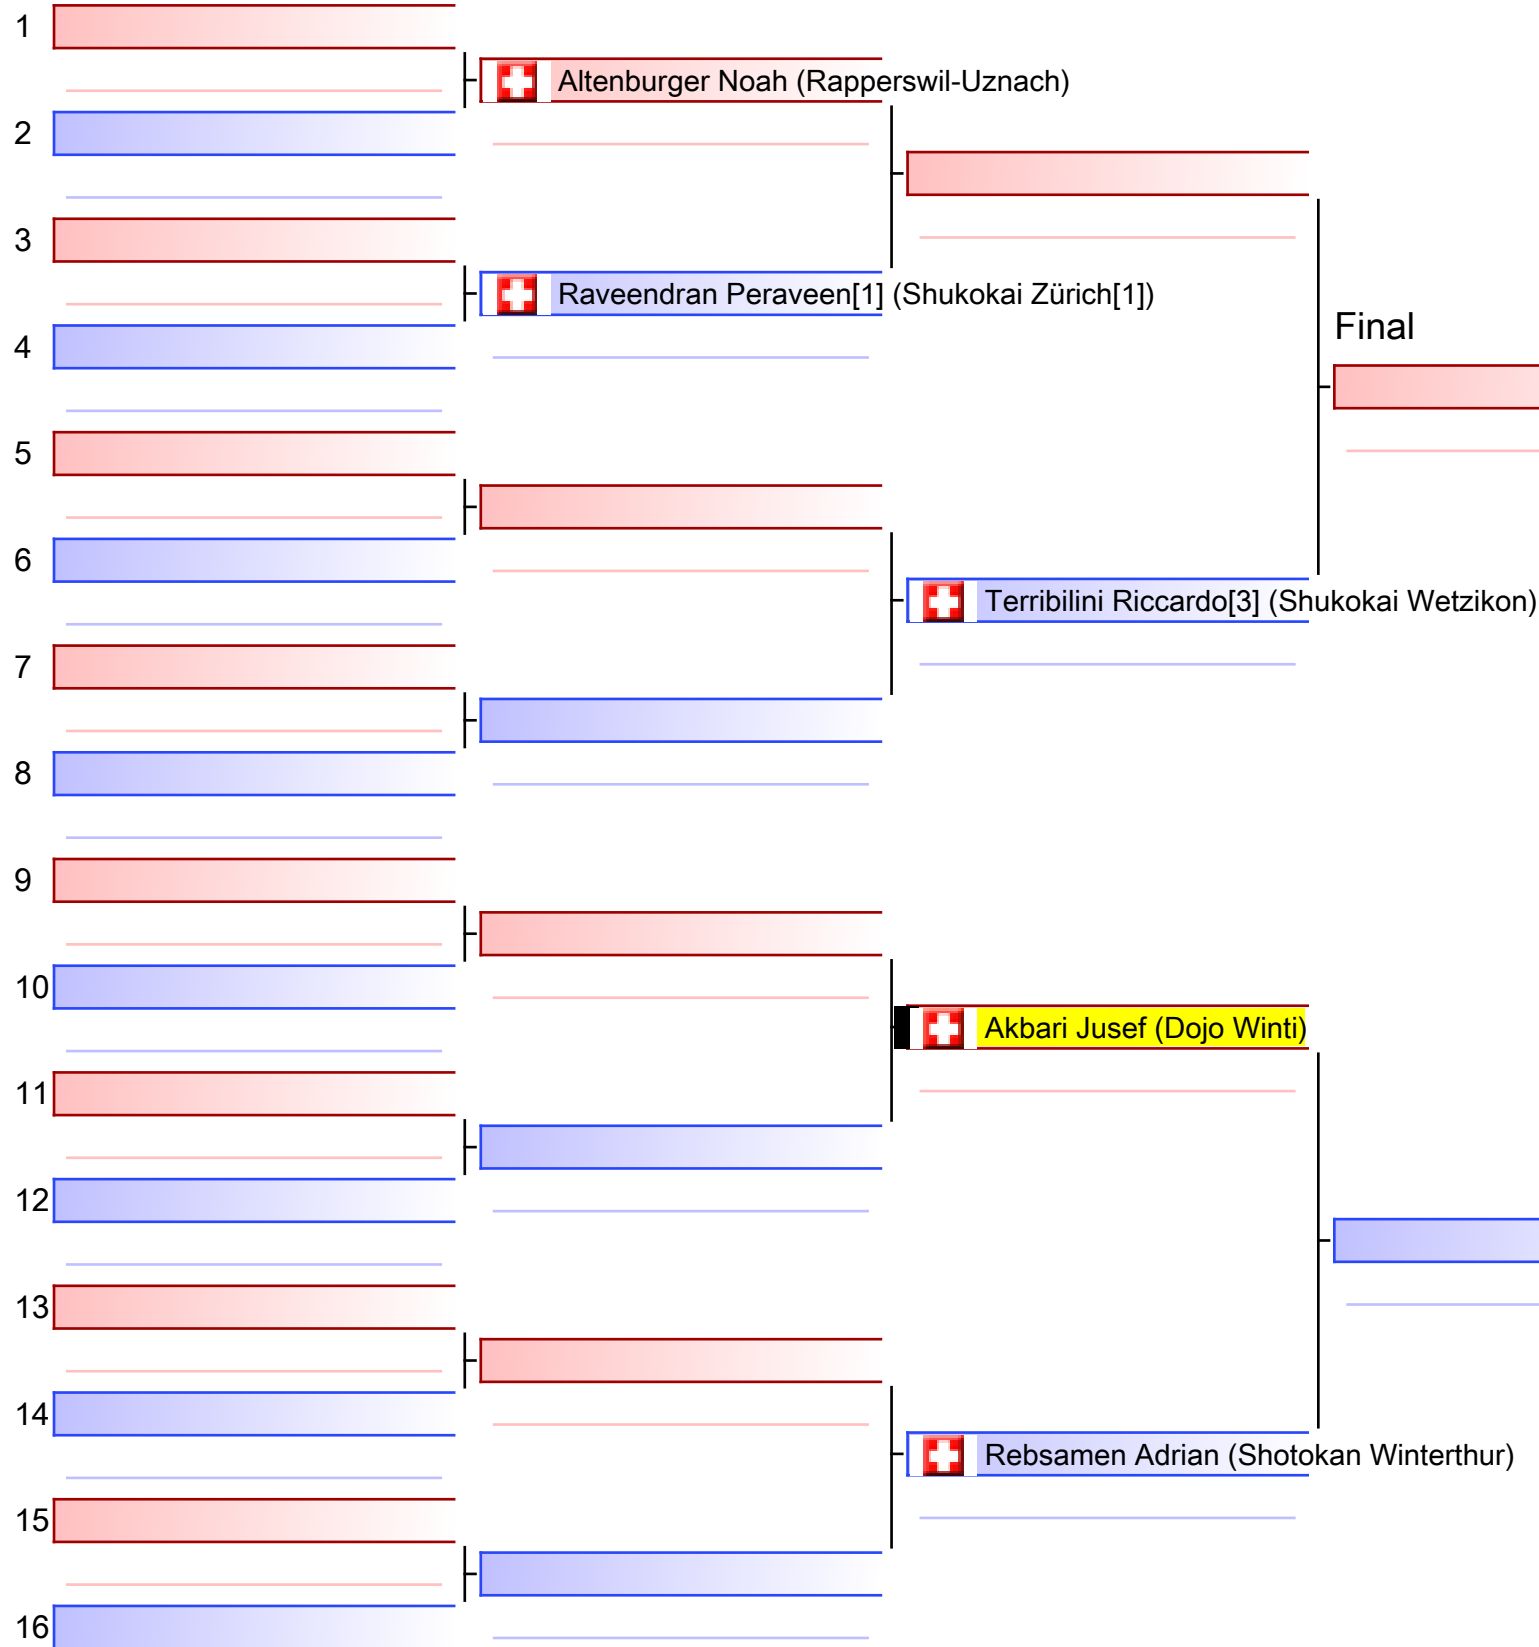 1
Altenburger Noah (Rapperswil-Uznach)
2
3
Raveendran Peraveen[1] (Shukokai Zürich[1])
4
Final
5
6
Terribilini Riccardo[3] (Shukokai Wetzikon)
7
8
9
10
Akbari Jusef (Dojo Winti)
11
12
13
14
Rebsamen Adrian (Shotokan Winterthur)
15
16